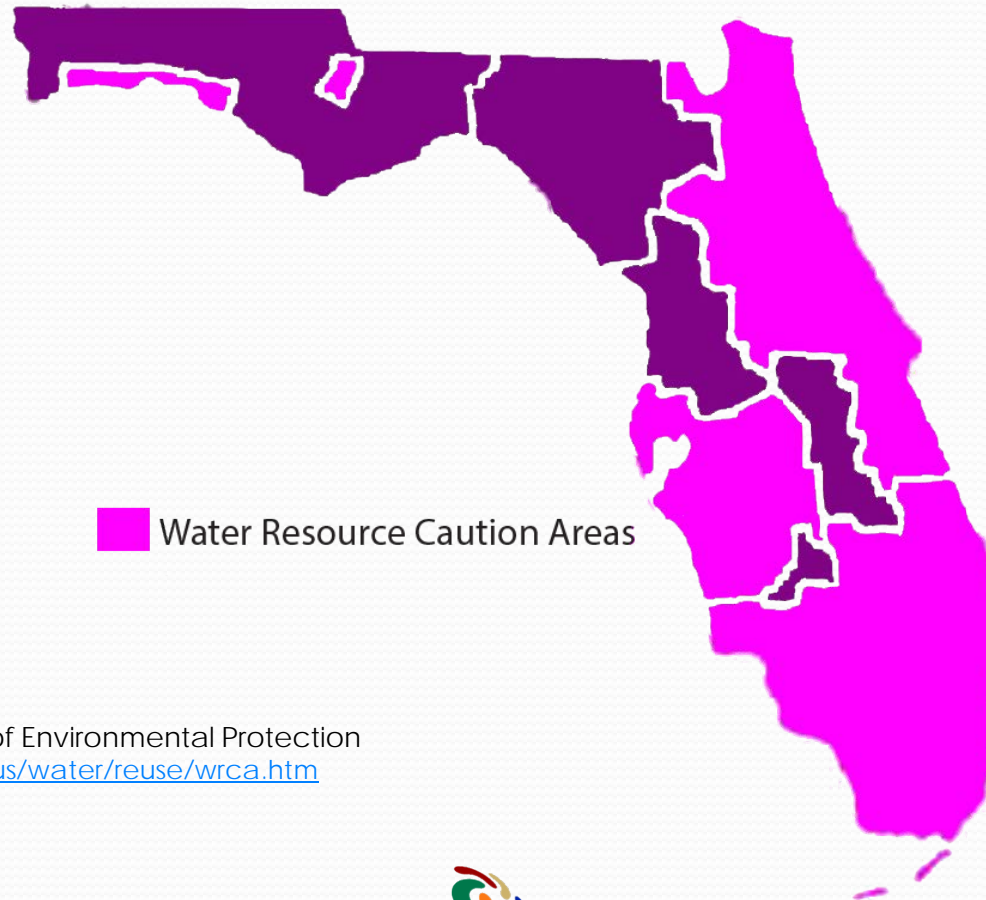 Water Resource Caution Areas
of Environmental Protection
us/water/reuse/wrca.htm